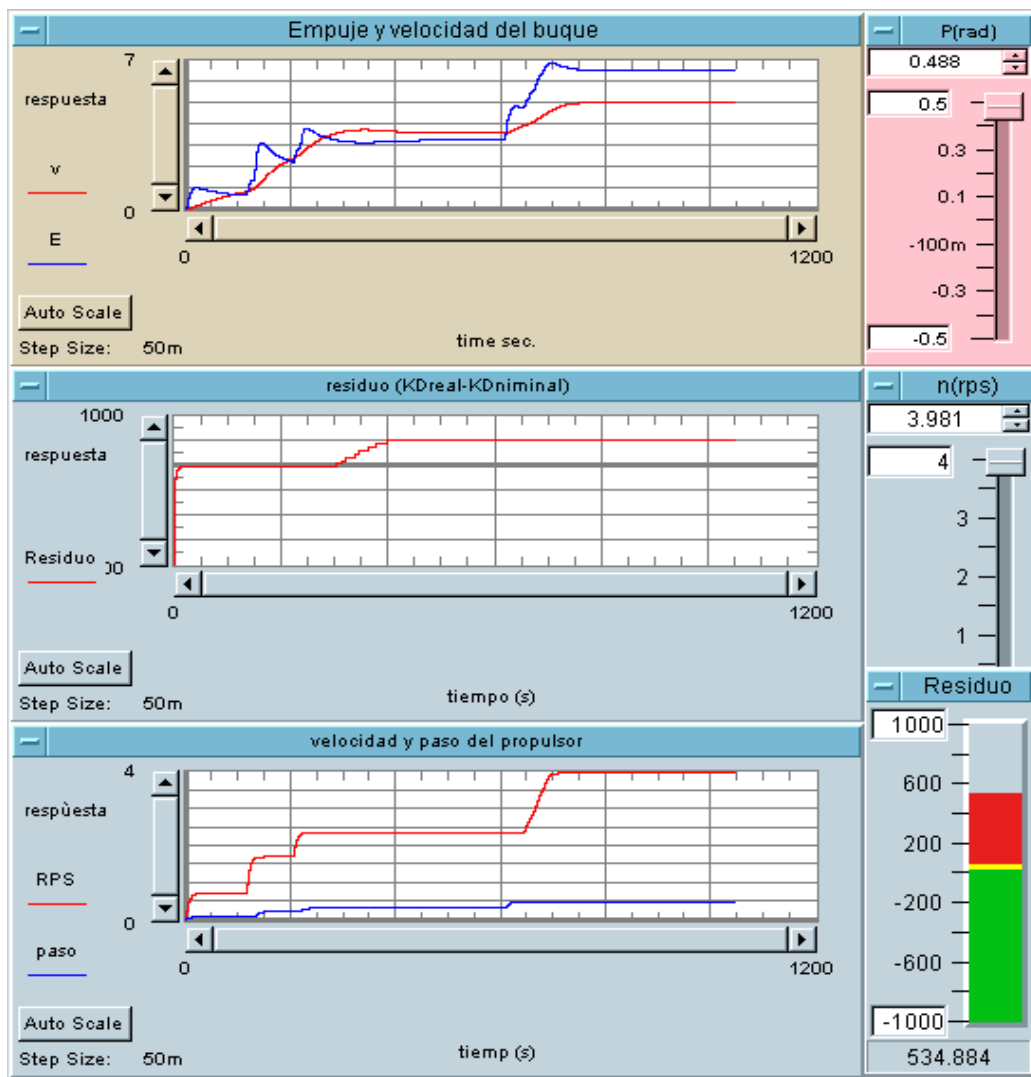 Empuje y velocidad del buque
7
respuesta
v
0
E
0
1200
Auto Scale
time sec.
Step Size: 50m
P(rad)
0.488
0.5
0.3
0.1
-100m
-0.3
-0.5
residuo (KDreal-KDniminal)
1000
respuesta
Residuo
00
0
1200
Auto Scale
tiempo (s)
Step Size: 50m
n(rps)
3.981
4
3
2
1
velocidad y paso del propulsor
4
respùesta
RPS
0
paso
0
1200
Auto Scale
tiemp (s)
Step Size: 50m
Residuo
1000
600
200
-200
-600
-1000
534.884